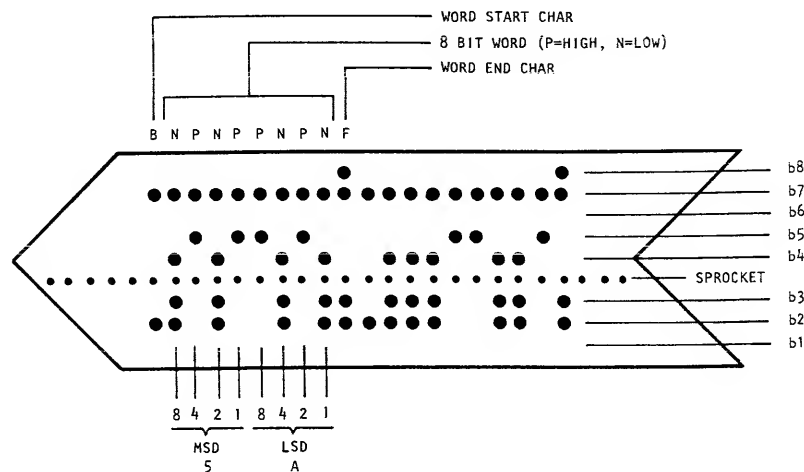 WORD START CHAR
8 BIT WORD (P=HIGH, N=LOW)
WORD END CHAR
B N P N P P N P N F
b8
b7
b6
b5
b4
SPROCKET
b3
b2
b1
8 4 2 1 8 4 2 1
MSD LSD
5 A